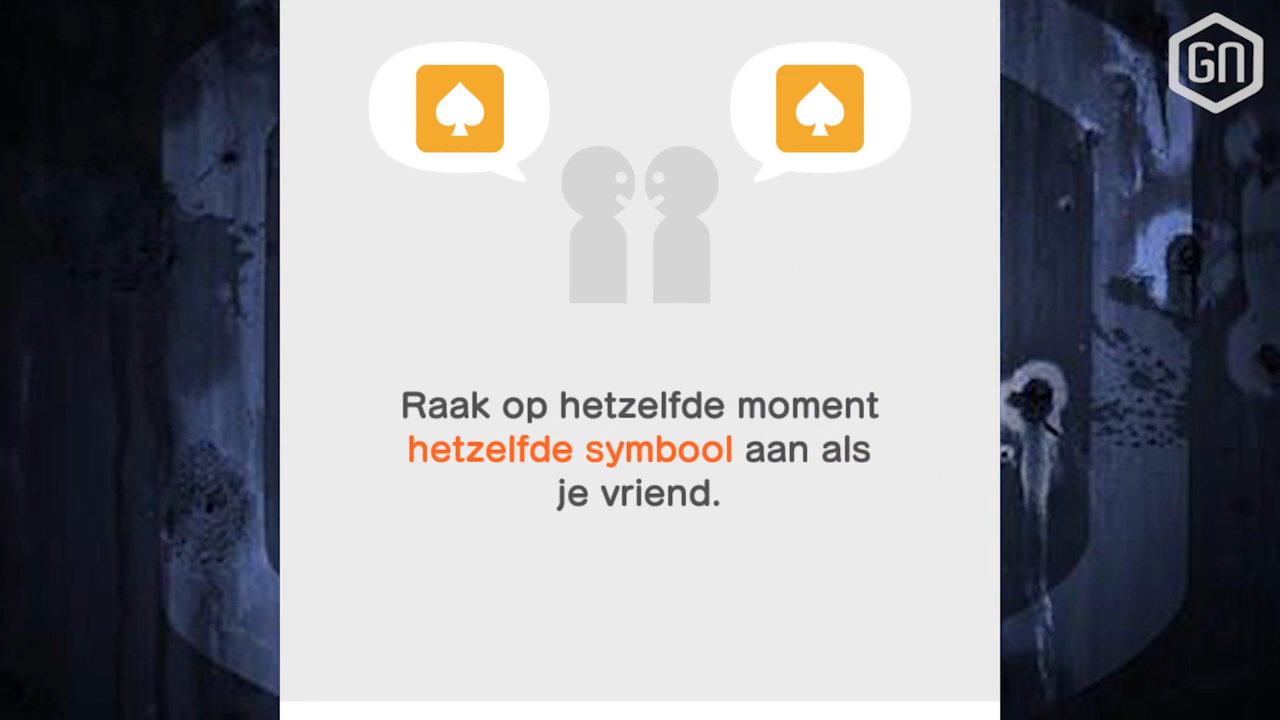 GN
Raak op hetzelfde moment
hetzelfde symbool aan als
je vriend.